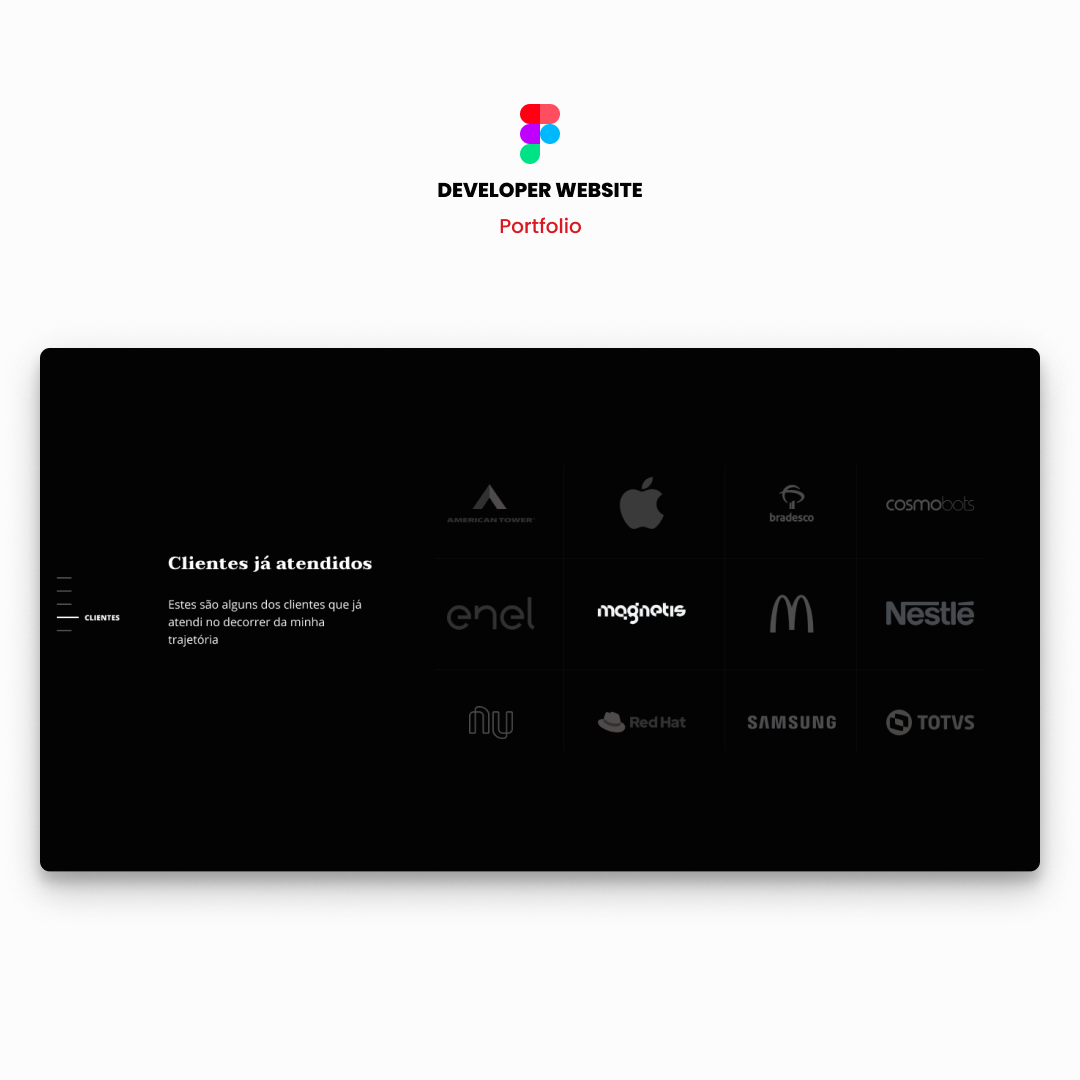 DEVELOPER WEBSITE
Portfolio
CLIENTES
Clientes já atendidos
Estes são alguns dos clientes que já
atendi no decorrer da minha
trajetória
AMERICAN TOWER
bradesco
cosmobots
enel
magnetis
Nestlé
nu
Red Hat
SAMSUNG
TOTVS